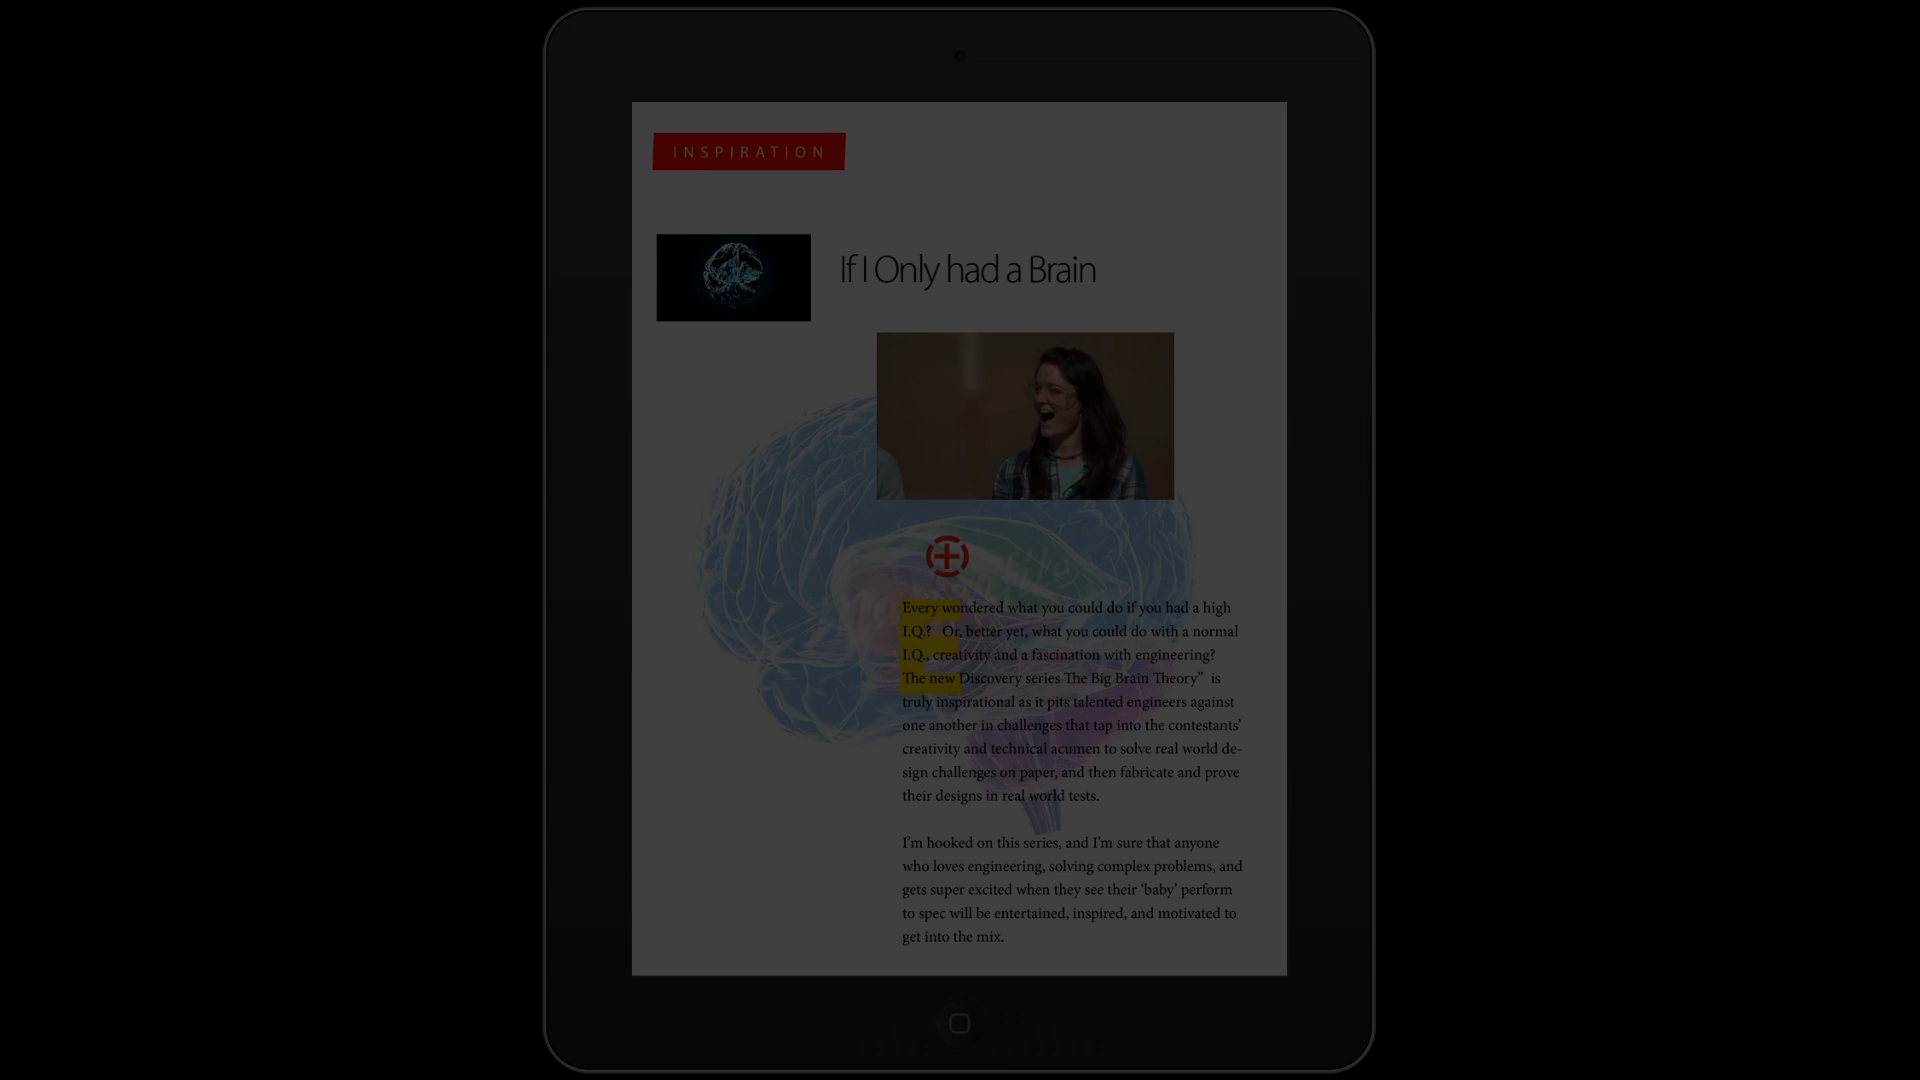 INSPIRATION
If I Only had a Brain
E
Every wondered what you could do if you had a high
I.Q.?   Or, better yet, what you could do with a normal
I.Q., creativity and a fascination with engineering?
The new Discovery series The Big Brain Theory”  is
truly inspirational as it pits talented engineers against
one another in challenges that tap into the contestants’
creativity and technical acumen to solve real world de-
sign challenges on paper, and then fabricate and prove
their designs in real world tests.
I’m hooked on this series, and I’m sure that anyone
who loves engineering, solving complex problems, and
gets super excited when they see their ‘baby’ perform
to spec will be entertained, inspired, and motivated to
get into the mix.